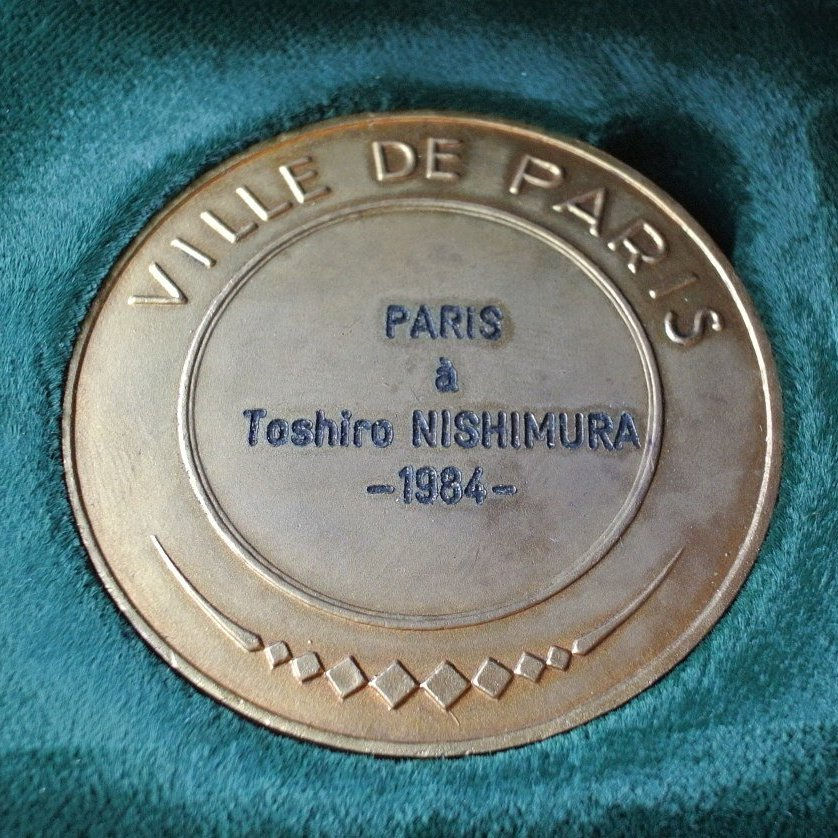 VILLE DE PARIS
PARIS
à
Toshiro NISHIMURA
-1984-